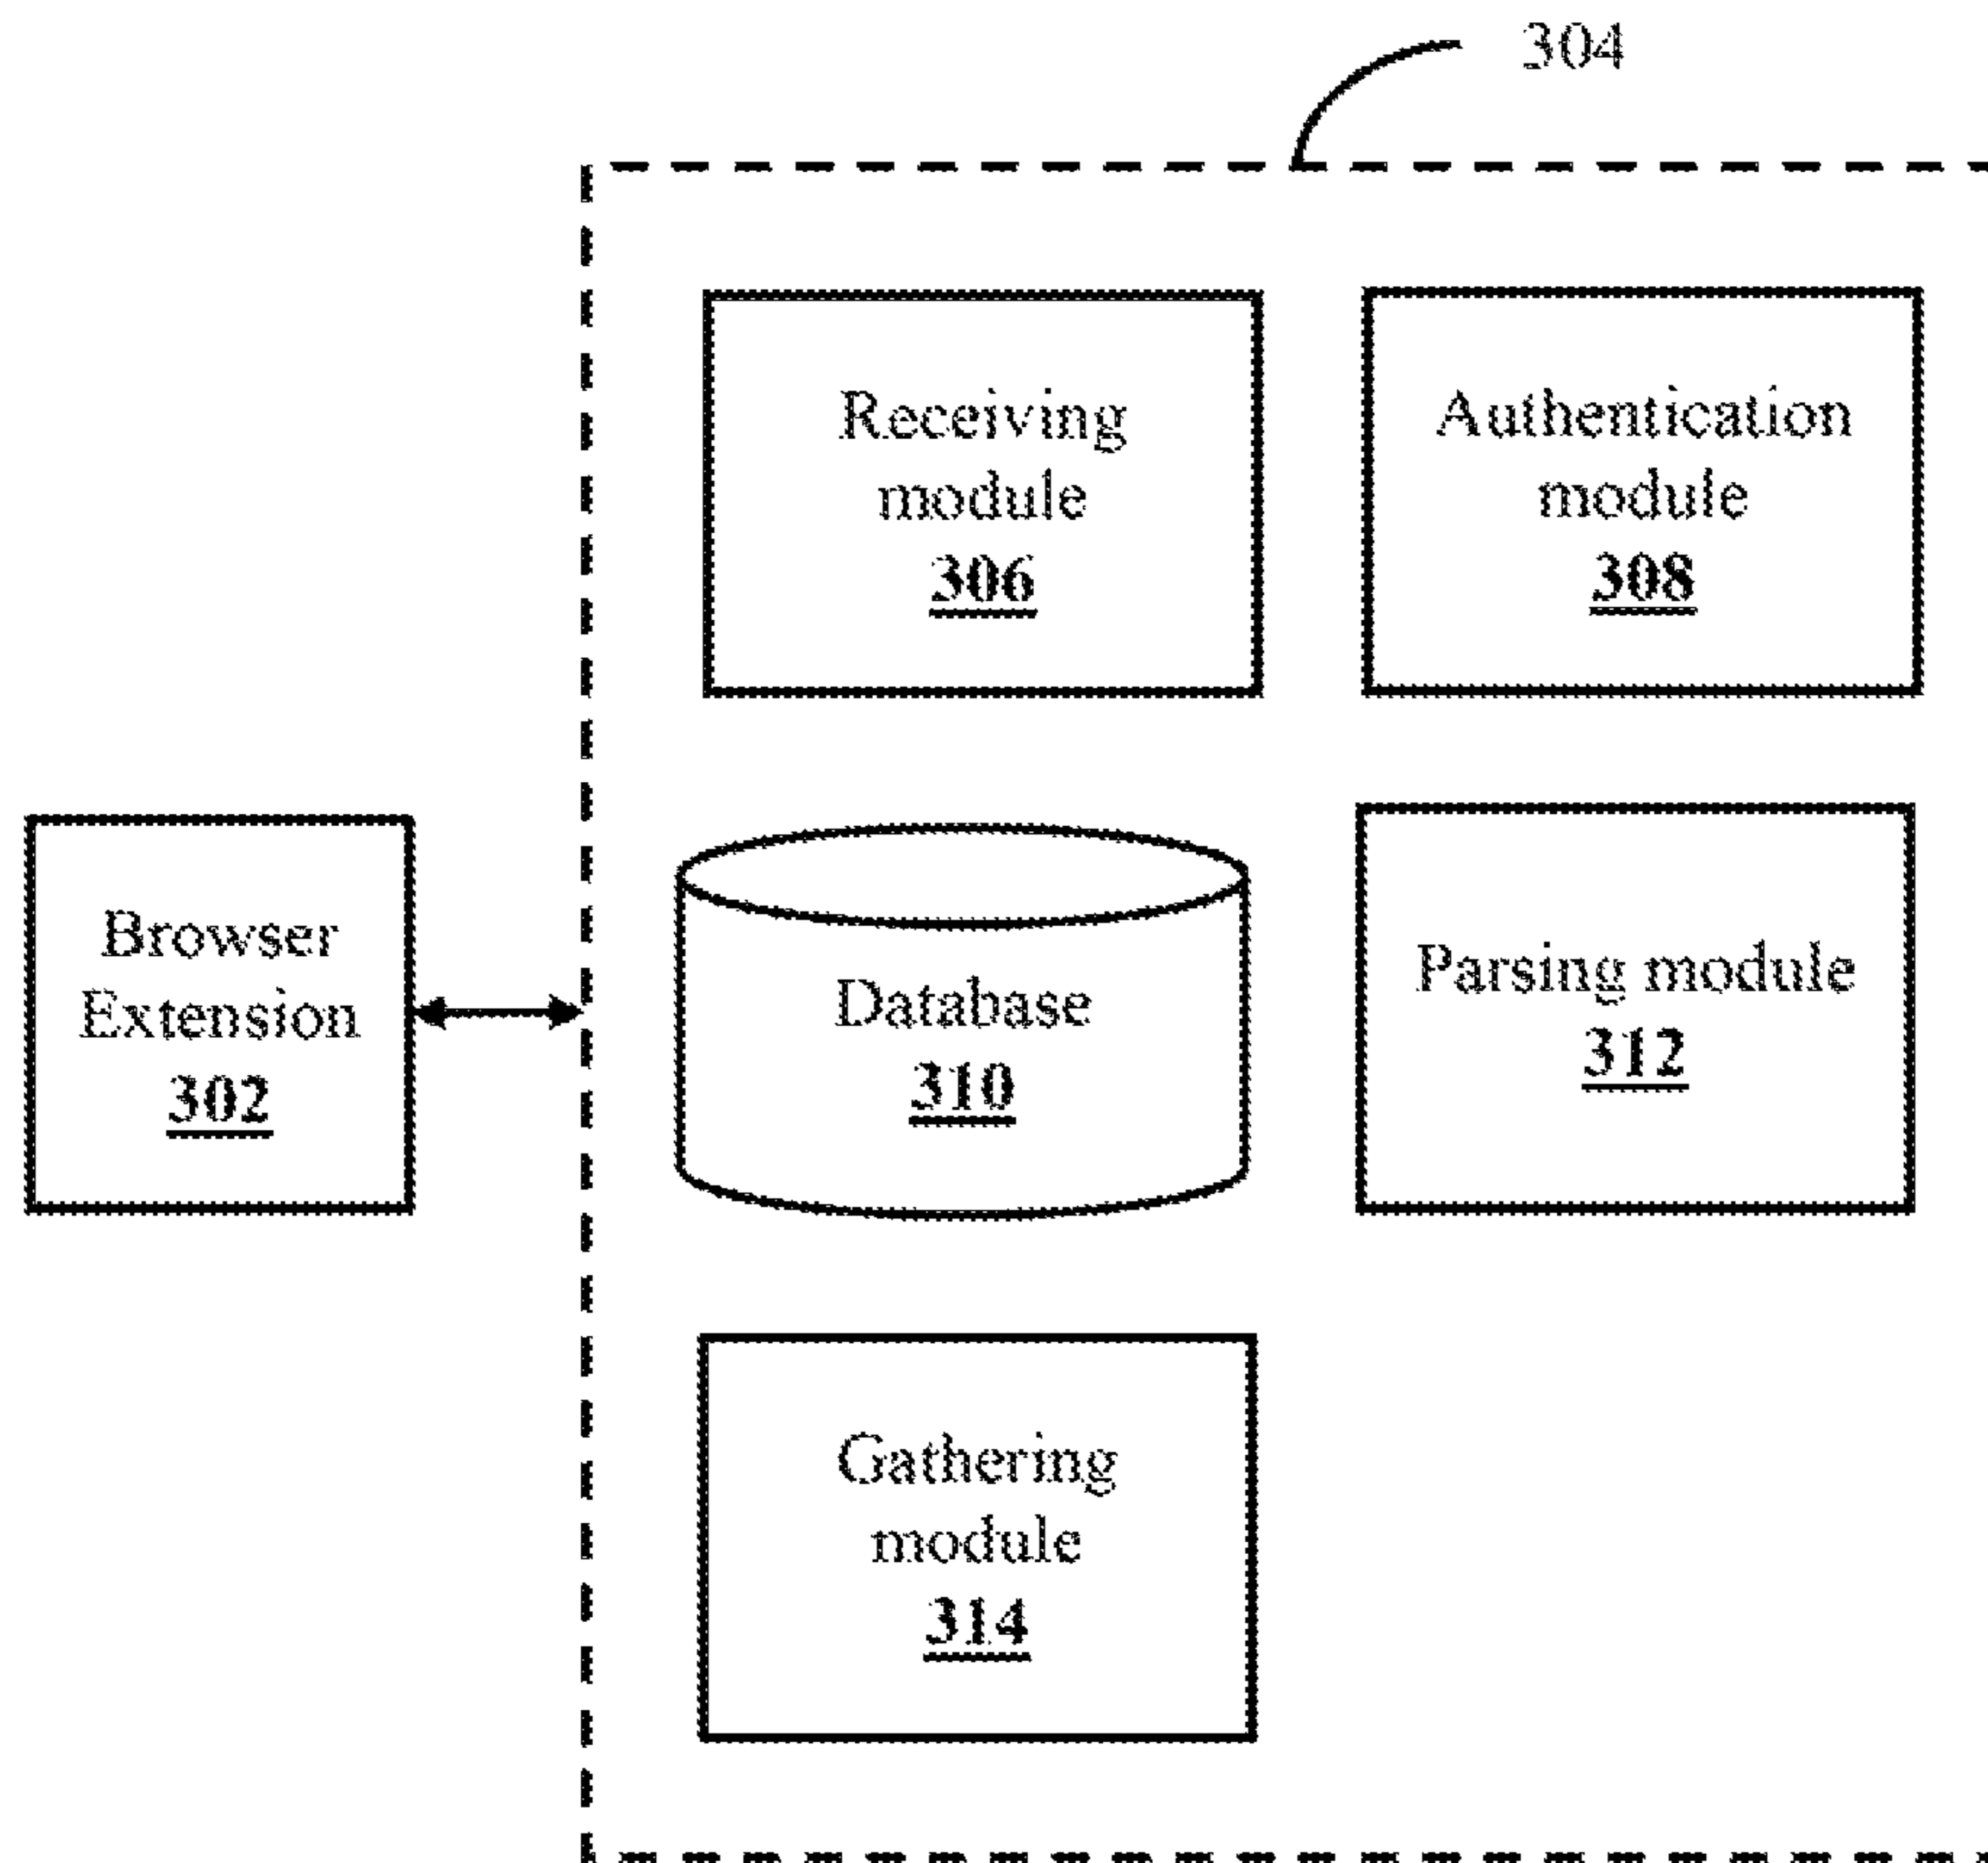 304
Receiving
module
306
Authentication
module
308
Browser
Extension
302
Database
310
Parsing module
312
Gathering
module
314